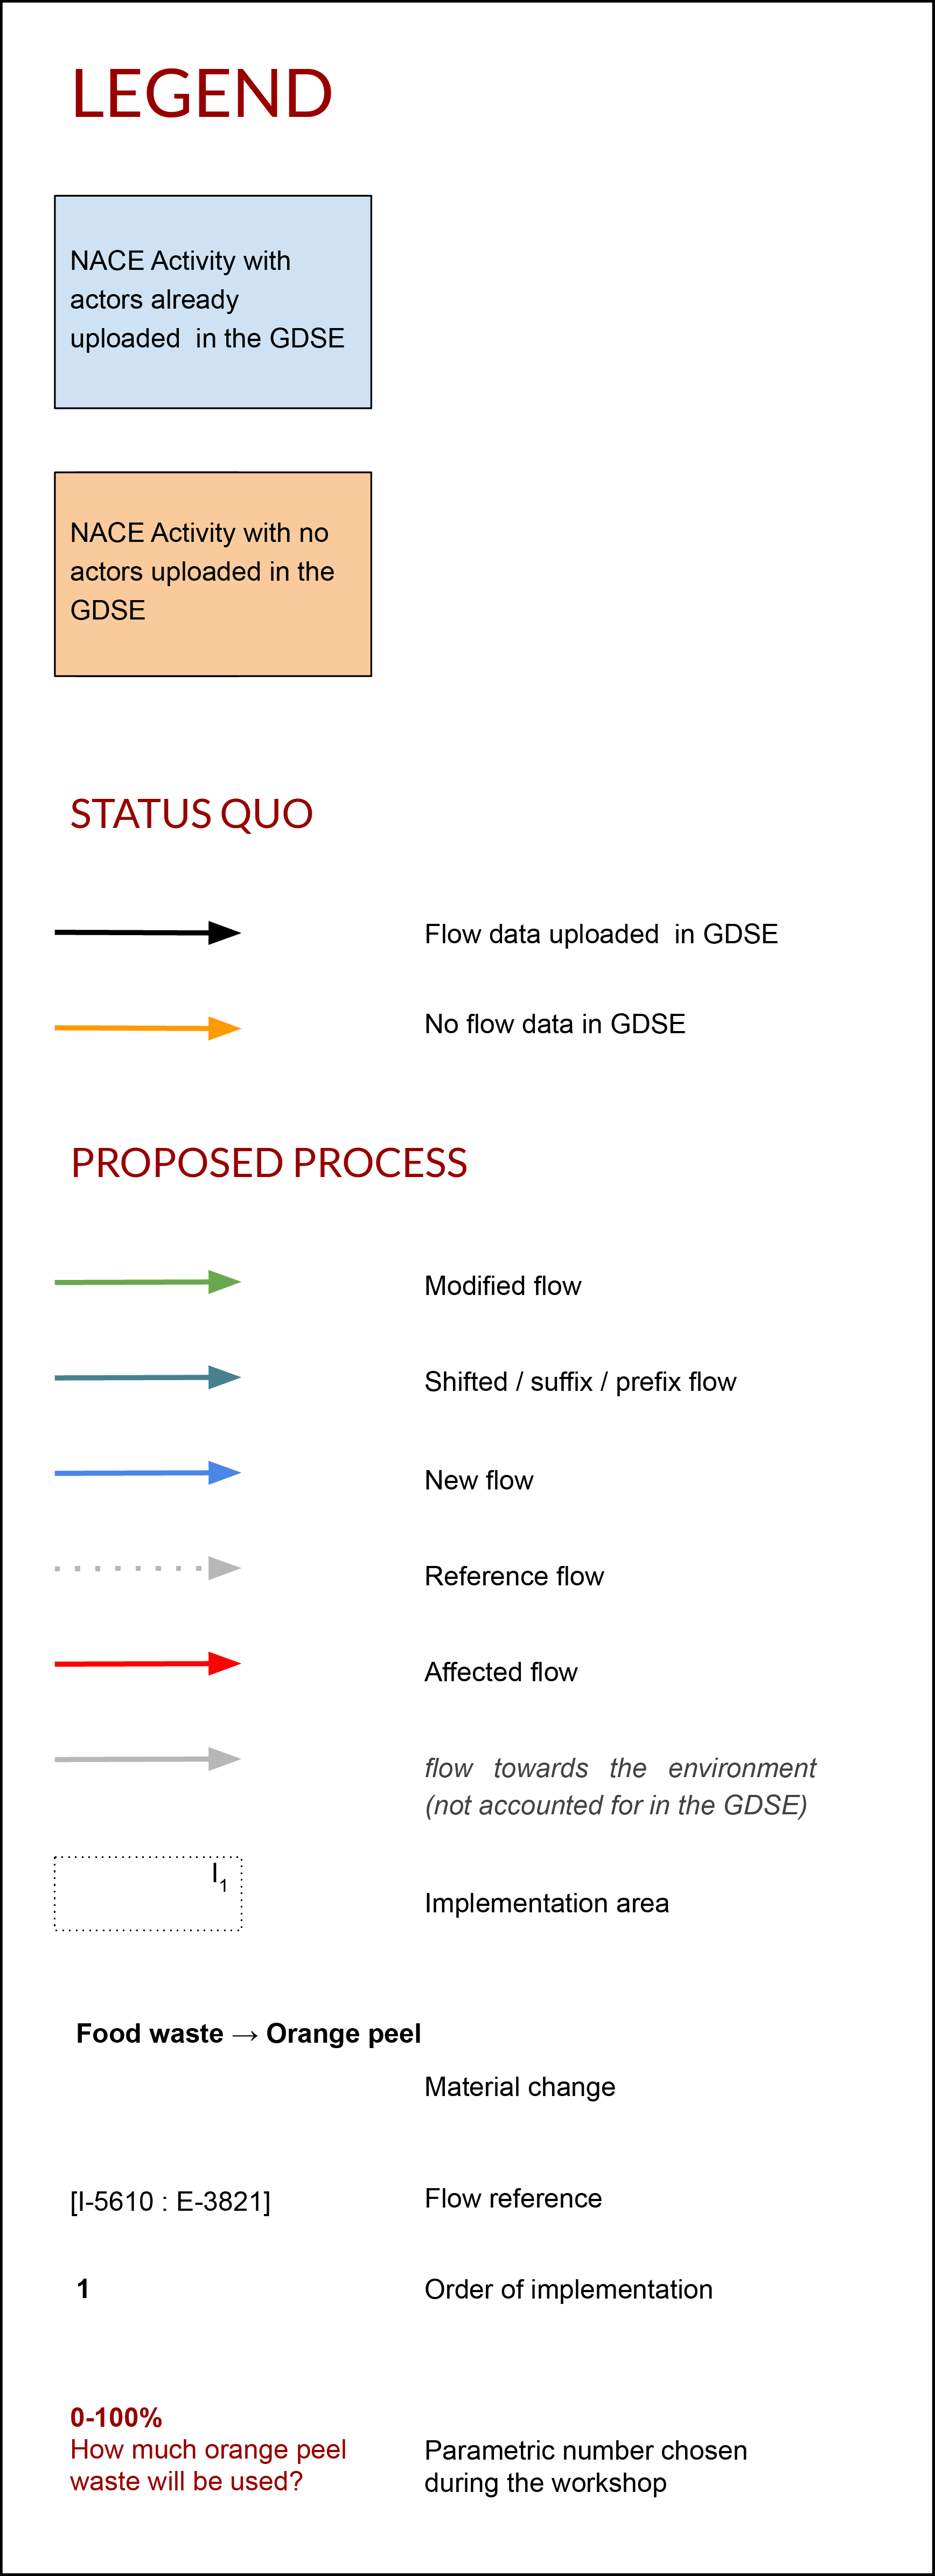 LEGEND
NACE Activity with
actors already
uploaded  in the GDSE
NACE Activity with no
actors uploaded in the
GDSE
STATUS QUO
Flow data uploaded  in GDSE
No flow data in GDSE
PROPOSED PROCESS
Modified flow
Shifted / suffix / prefix flow
New flow
Reference flow
Affected flow
flow towards the environment
(not accounted for in the GDSE)
I1
Implementation area
Food waste → Orange peel
Material change
[I-5610 : E-3821]
Flow reference
1
Order of implementation
0-100%
How much orange peel
waste will be used?
Parametric number chosen
during the workshop